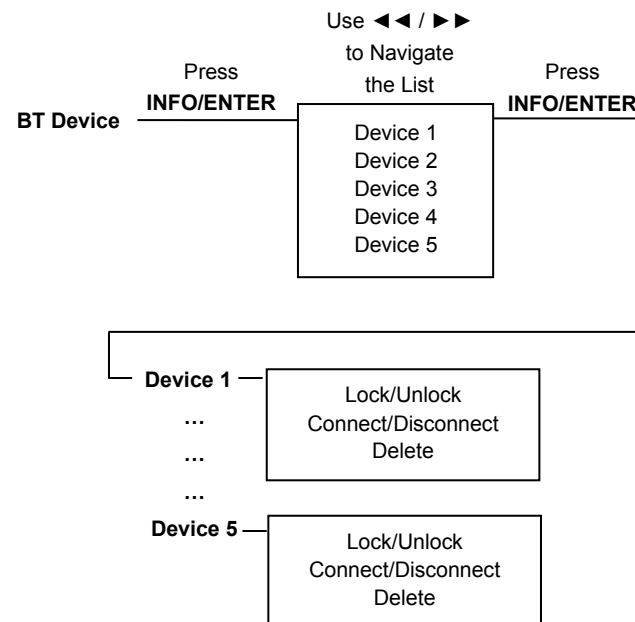 Use ◄◄ / ►►
to Navigate
the List
Press
INFO/ENTER
Press
INFO/ENTER
BT Device
Device 1
Device 2
Device 3
Device 4
Device 5
Device 1
Lock/Unlock
Connect/Disconnect
Delete
...
...
...
Device 5
Lock/Unlock
Connect/Disconnect
Delete